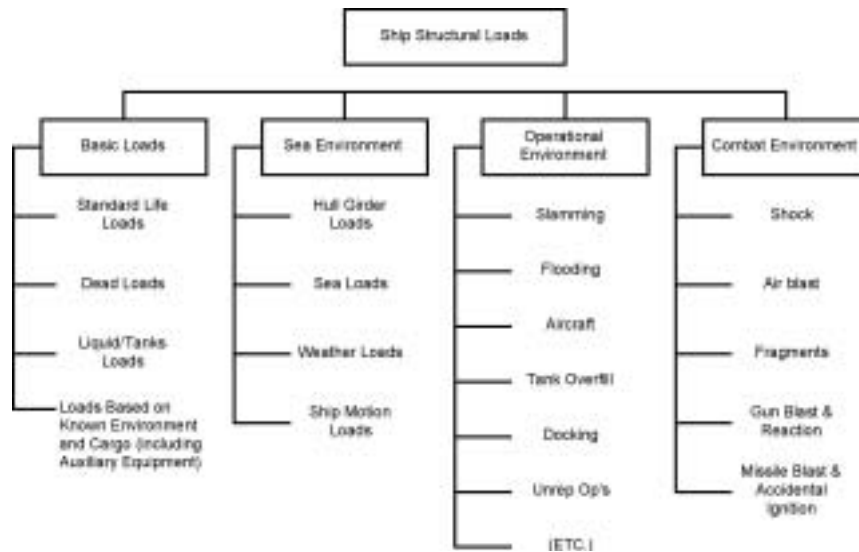 Ship Structural Loads
Basic Loads
Standard Life
Loads
Dead Loads
Liquid/Tanks
Loads
Loads Based on
Known Environment
and Cargo (including
Auxiliary Equipment)
Sea Environment
Hull Girder
Loads
Sea Loads
Weather Loads
Ship Motion
Loads
Operational
Environment
Slamming
Flooding
Aircraft
Tank Overfill
Docking
Unrep Op's
(ETC.)
Combat Environment
Shock
Air blast
Fragments
Gun Blast &
Reaction
Missile Blast &
Accidental
Ignition